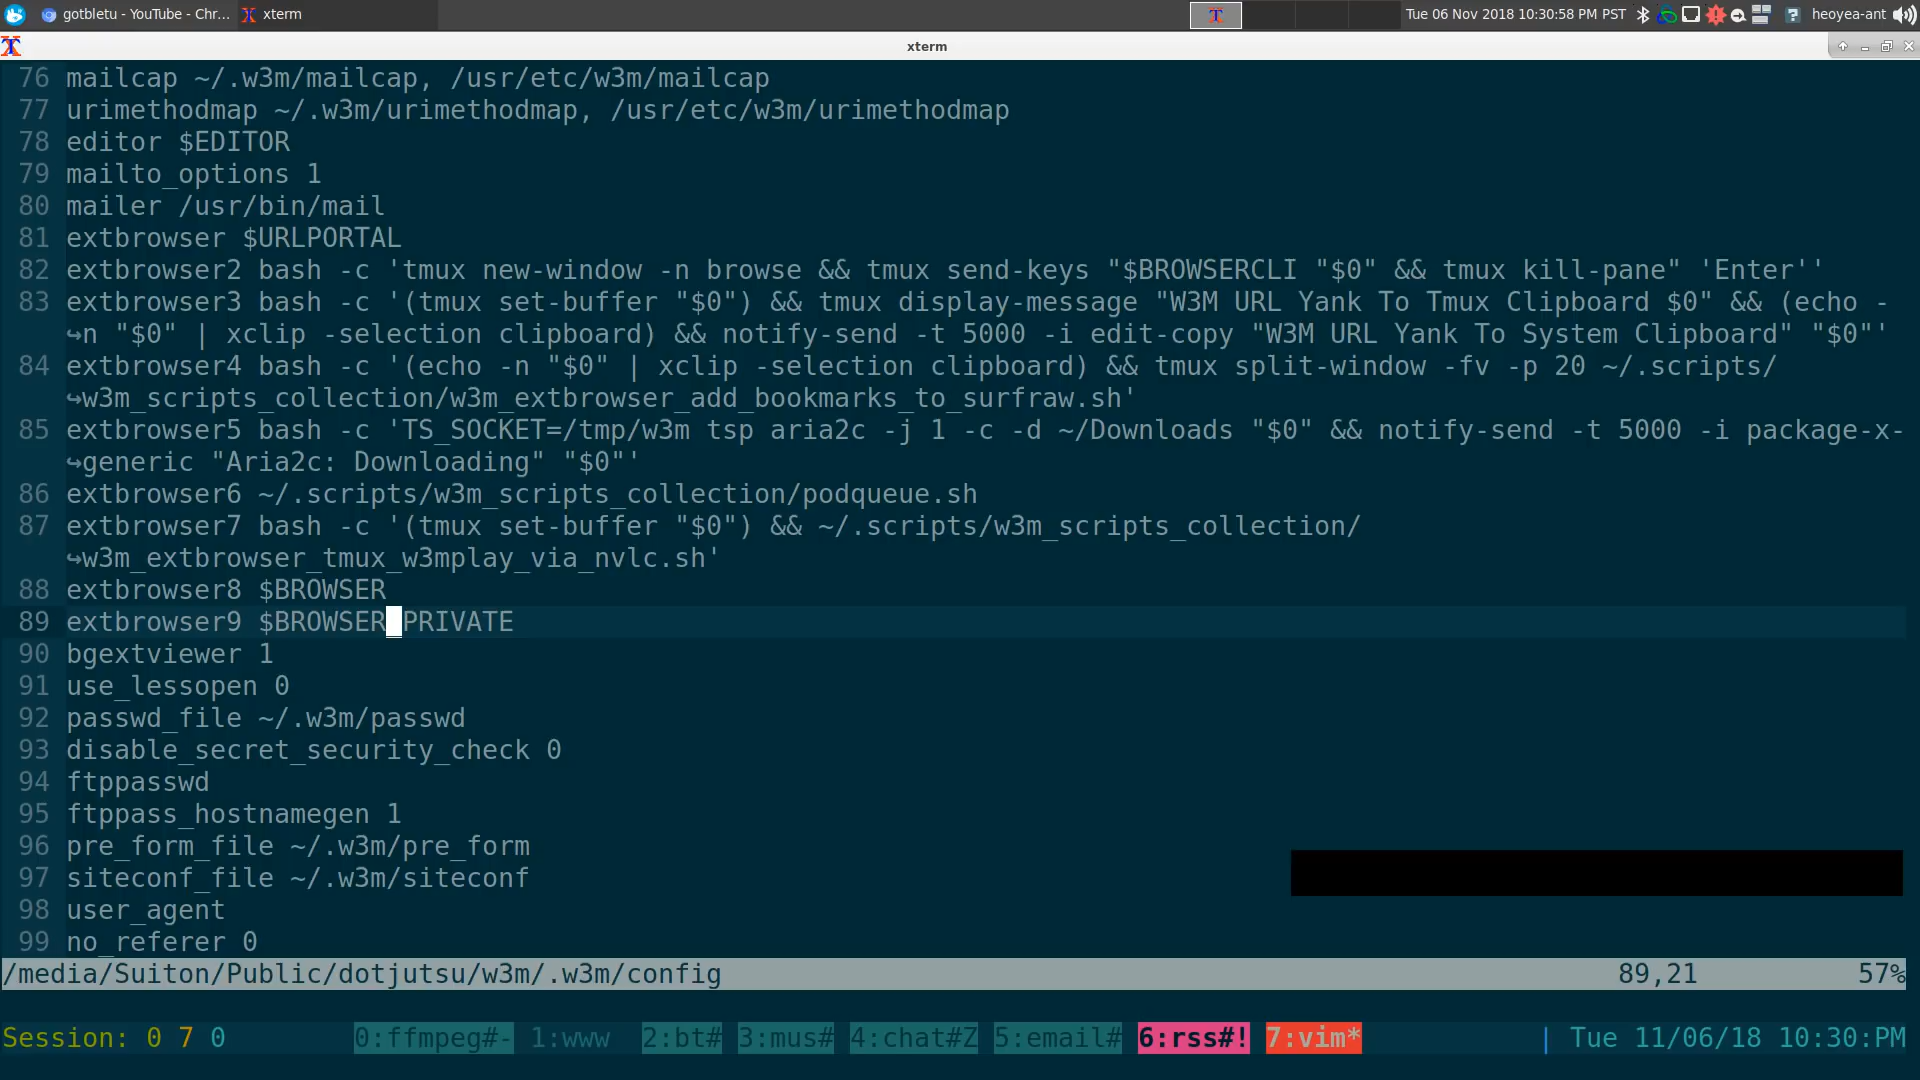 gotbletu - YouTube - Chr... xterm Tue 06 Nov 2018 10:30:58 PM PST heoyea-ant
xterm
76 mailcap ~/.w3m/mailcap, /usr/etc/w3m/mailcap
77 urimethodmap ~/.w3m/urimethodmap, /usr/etc/w3m/urimethodmap
78 editor $EDITOR
79 mailto_options 1
80 mailer /usr/bin/mail
81 extbrowser $URLPORTAL
82 extbrowser2 bash -c 'tmux new-window -n browse && tmux send-keys "$BROWSERCLI "$0" && tmux kill-pane" 'Enter''
83 extbrowser3 bash -c '(tmux set-buffer "$0") && tmux display-message "W3M URL Yank To Tmux Clipboard $0" && (echo -
↪n "$0" | xclip -selection clipboard) && notify-send -t 5000 -i edit-copy "W3M URL Yank To System Clipboard" "$0"'
84 extbrowser4 bash -c '(echo -n "$0" | xclip -selection clipboard) && tmux split-window -fv -p 20 ~/.scripts/
↪w3m_scripts_collection/w3m_extbrowser_add_bookmarks_to_surfraw.sh'
85 extbrowser5 bash -c 'TS_SOCKET=/tmp/w3m tsp aria2c -j 1 -c -d ~/Downloads "$0" && notify-send -t 5000 -i package-x-
↪generic "Aria2c: Downloading" "$0"'
86 extbrowser6 ~/.scripts/w3m_scripts_collection/podqueue.sh
87 extbrowser7 bash -c '(tmux set-buffer "$0") && ~/.scripts/w3m_scripts_collection/
↪w3m_extbrowser_tmux_w3mplay_via_nvlc.sh'
88 extbrowser8 $BROWSER
89 extbrowser9 $BROWSER_PRIVATE
90 bgextviewer 1
91 use_lessopen 0
92 passwd_file ~/.w3m/passwd
93 disable_secret_security_check 0
94 ftppasswd
95 ftppass_hostnamegen 1
96 pre_form_file ~/.w3m/pre_form
97 siteconf_file ~/.w3m/siteconf
98 user_agent
99 no_referer 0
/media/Suiton/Public/dotjutsu/w3m/.w3m/config 89,21 57%
Session: 0 7 0 0:ffmpeg#- 1:www 2:bt# 3:mus# 4:chat#Z 5:email# 6:rss#! 7:vim* | Tue 11/06/18 10:30:PM